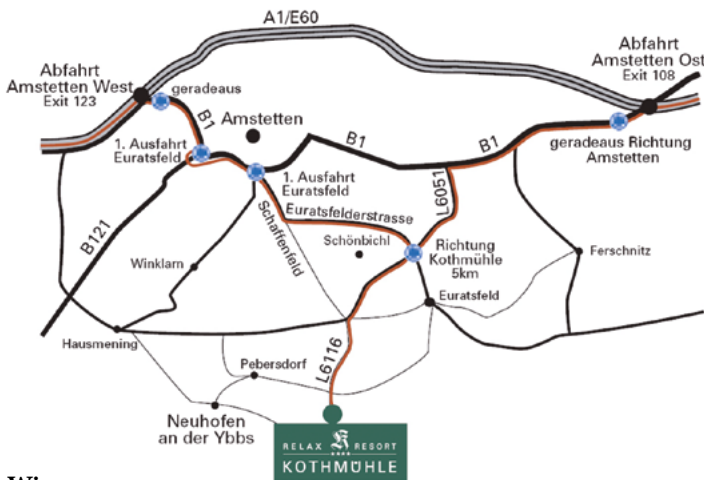 A1/E60
Abfahrt
Amstetten West
Exit 123
geradeaus
B1
Abfahrt
Amstetten Ost
Exit 108
Amstetten
1. Ausfahrt
Euratsfeld
B1
B1
geradeaus Richtung
Amstetten
1. Ausfahrt
Euratsfeld
B121
Schaffenfeld
Euratsfelderstrasse
L6051
Schönbichl
Richtung
Kothmühle
5km
Ferschnitz
Winklarn
Euratsfeld
Hausmening
L6116
Pebersdorf
Neuhofen
an der Ybbs
RELAX R RESORT
KOTHMÜHLE